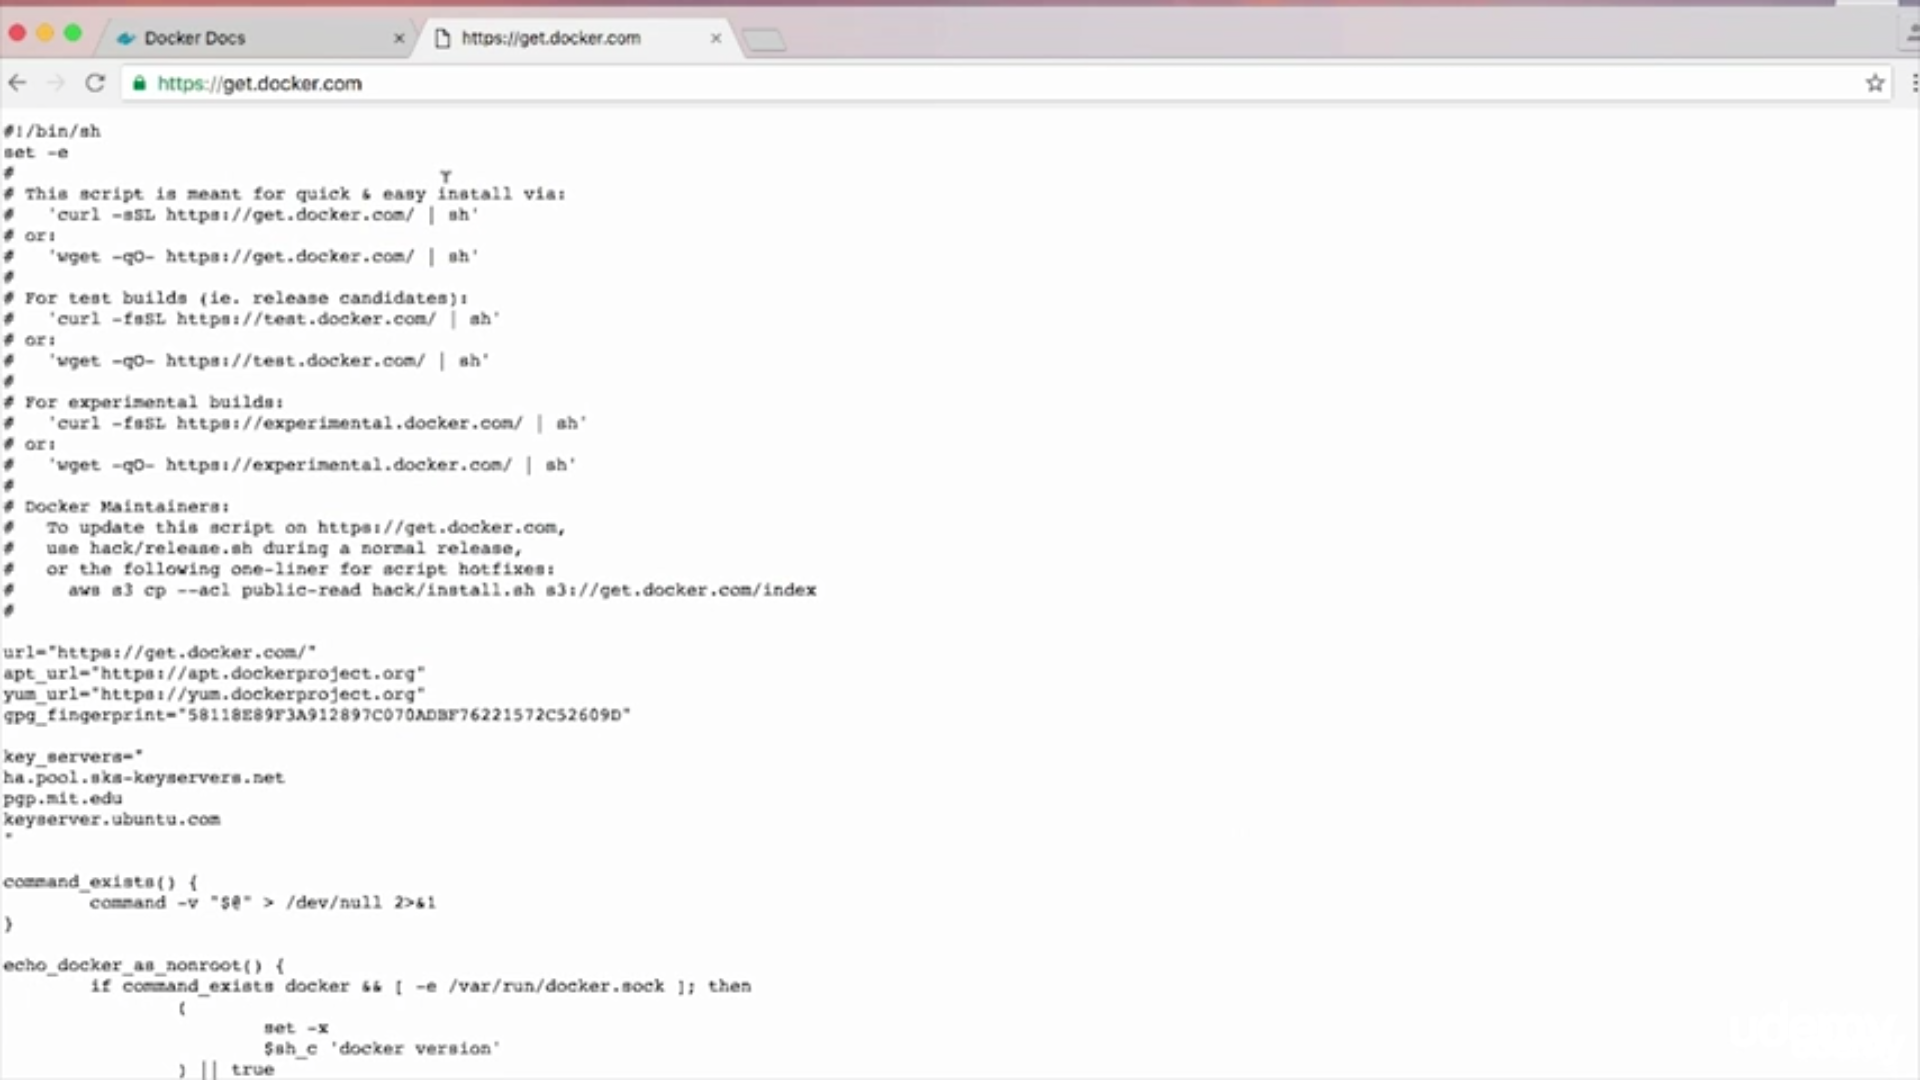 Docker Docs
https://get.docker.com
https://get.docker.com
#!/bin/sh
set -e
#
# This script is meant for quick & easy install via:
#   'curl -sSL https://get.docker.com/ | sh'
# or:
#   'wget -qO- https://get.docker.com/ | sh'
#
# For test builds (ie. release candidates):
#   'curl -fsSL https://test.docker.com/ | sh'
# or:
#   'wget -qO- https://test.docker.com/ | sh'
#
# For experimental builds:
#   'curl -fsSL https://experimental.docker.com/ | sh'
# or:
#   'wget -qO- https://experimental.docker.com/ | sh'
#
# Docker Maintainers:
#   To update this script on https://get.docker.com,
#   use hack/release.sh during a normal release,
#   or the following one-liner for script hotfixes:
#     aws s3 cp --acl public-read hack/install.sh s3://get.docker.com/index
#
url="https://get.docker.com/"
apt_url="https://apt.dockerproject.org"
yum_url="https://yum.dockerproject.org"
gpg_fingerprint="58118E89F3A912897C070ADBF76221572C52609D"
key_servers="
ha.pool.sks-keyservers.net
pgp.mit.edu
keyserver.ubuntu.com
"
command_exists() {
command -v "$@" > /dev/null 2>&1
}
echo_docker_as_nonroot() {
if command_exists docker && [ -e /var/run/docker.sock ]; then
(
set -x
$sh_c 'docker version'
) || true
udemy